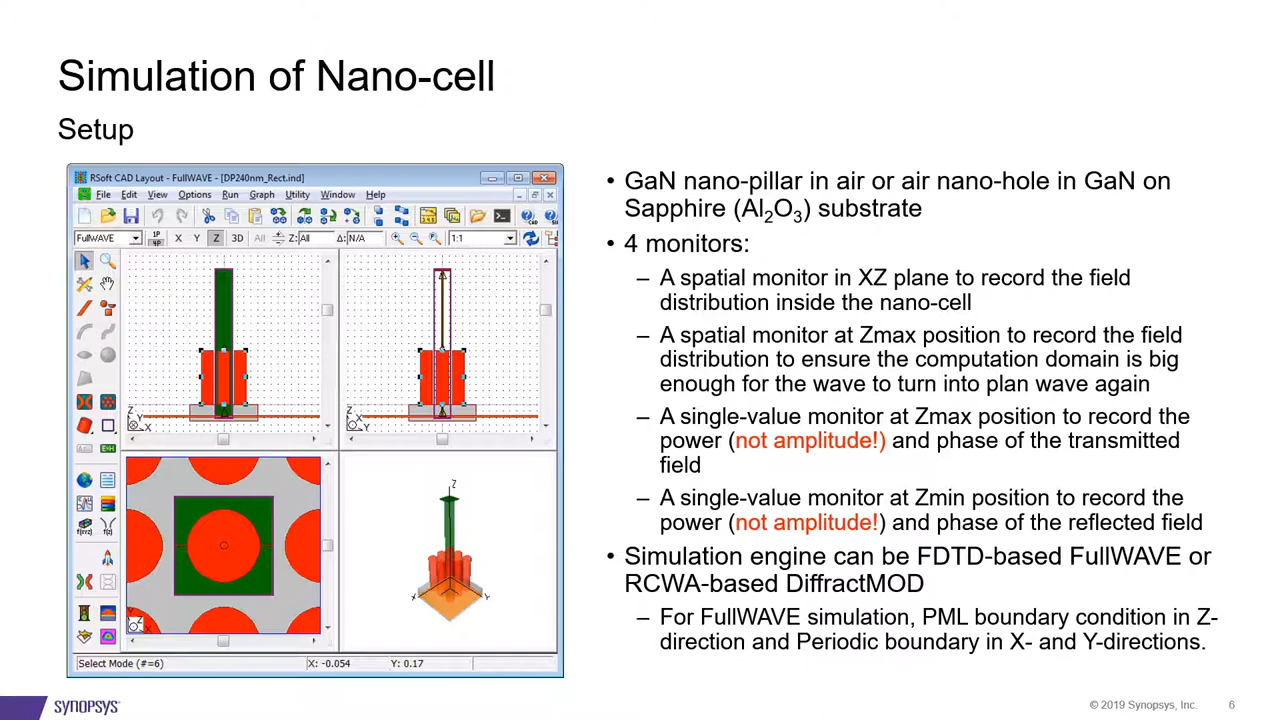 Simulation of Nano-cell
Setup
RSoft CAD Layout - FullWAVE - [DP240nm_Rect.ind]
File Edit View Options Run Graph Utility Window Help
FullWAVE 1P 4P X Y Z 3D All Z: All Δ: N/A 1:1
Z
Y
X
Z
X
Y
Z
X
Y
Select Mode (#=6) X: -0.054 Y: 0.17
• GaN nano-pillar in air or air nano-hole in GaN on
Sapphire (Al2O3) substrate
• 4 monitors:
– A spatial monitor in XZ plane to record the field
distribution inside the nano-cell
– A spatial monitor at Zmax position to record the field
distribution to ensure the computation domain is big
enough for the wave to turn into plan wave again
– A single-value monitor at Zmax position to record the
power (not amplitude!) and phase of the transmitted
field
– A single-value monitor at Zmin position to record the
power (not amplitude!) and phase of the reflected field
• Simulation engine can be FDTD-based FullWAVE or
RCWA-based DiffractMOD
– For FullWAVE simulation, PML boundary condition in Z-
direction and Periodic boundary in X- and Y-directions.
SYNOPSYS
© 2019 Synopsys, Inc. 6